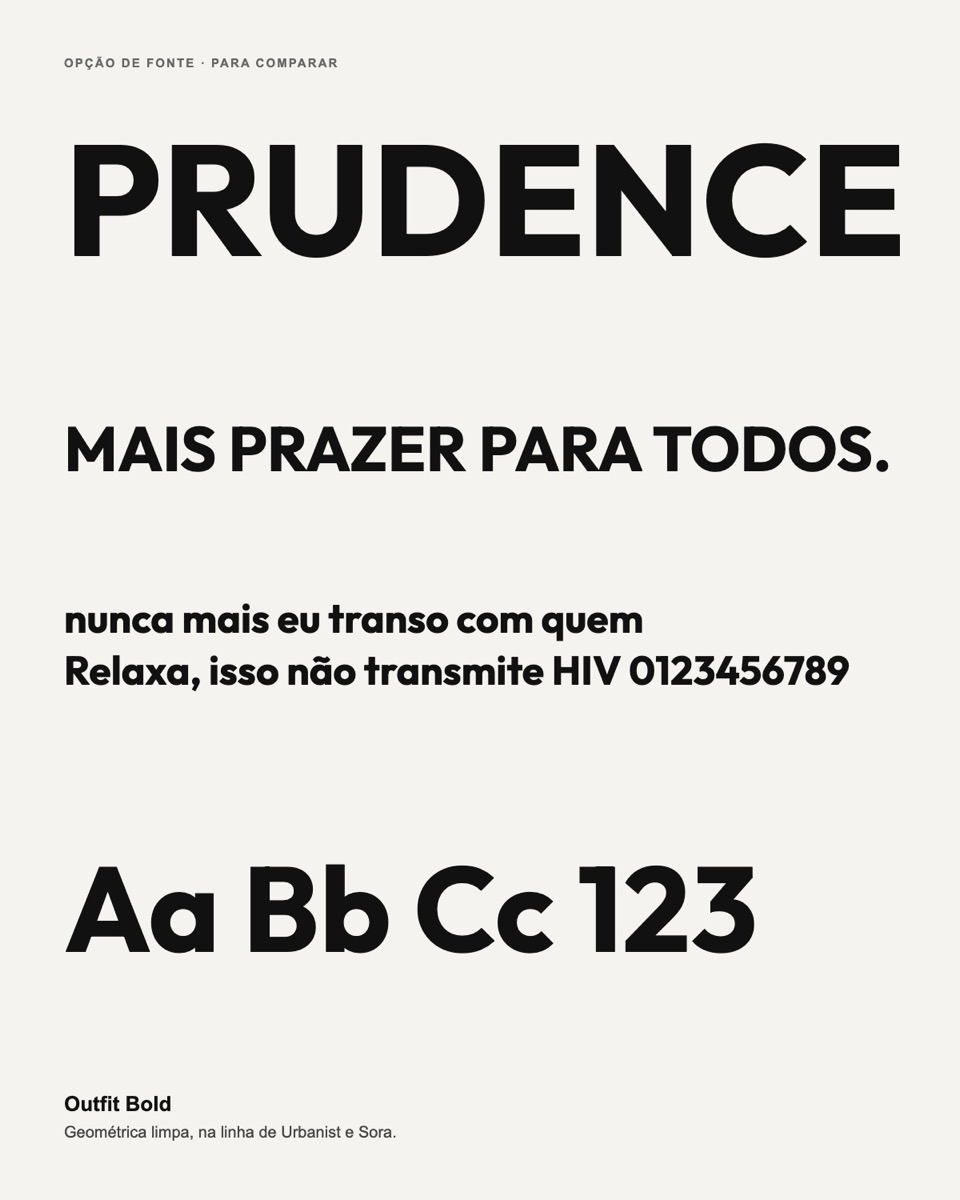 OPÇÃO DE FONTE · PARA COMPARAR
PRUDENCE
MAIS PRAZER PARA TODOS.
nunca mais eu transo com quem
Relaxa, isso não transmite HIV 0123456789
Aa Bb Cc 123
Outfit Bold
Geométrica limpa, na linha de Urbanist e Sora.